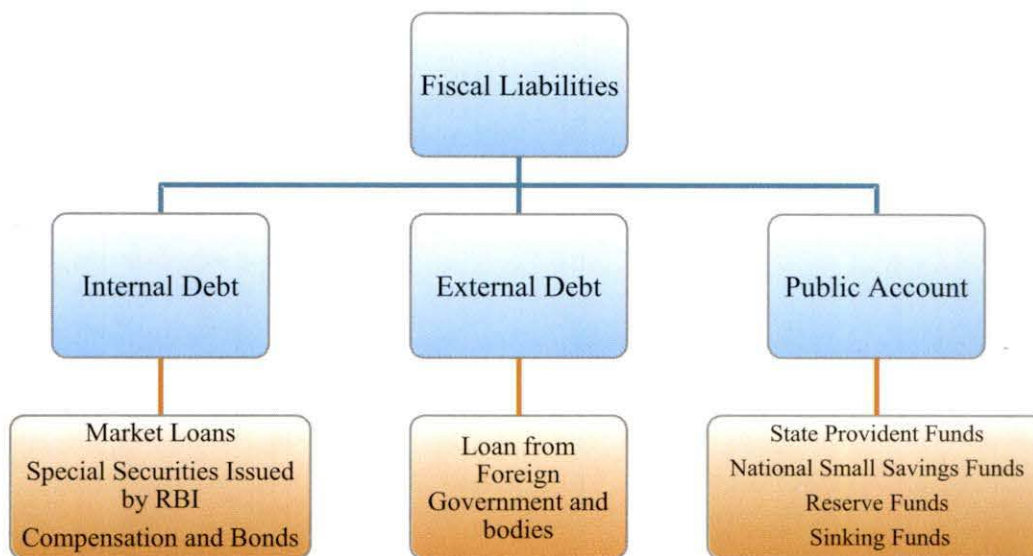 Fiscal Liabilities
Internal Debt
External Debt
Public Account
Market Loans
Special Securities Issued
by RBI
Compensation and Bonds
Loan from
Foreign
Government and
bodies
State Provident Funds
National Small Savings Funds
Reserve Funds
Sinking Funds